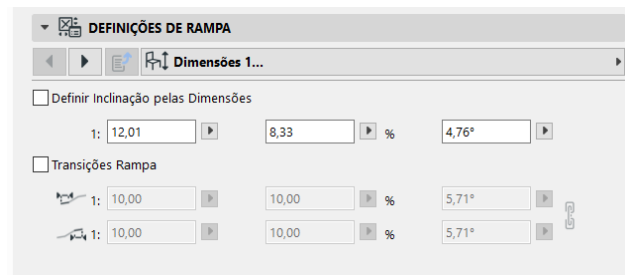 DEFINIÇÕES DE RAMPA
Dimensões 1...
Definir Inclinação pelas Dimensões
1: 12,01 8,33 % 4,76°
Transições Rampa
1: 10,00 10,00 % 5,71°
1: 10,00 10,00 % 5,71°